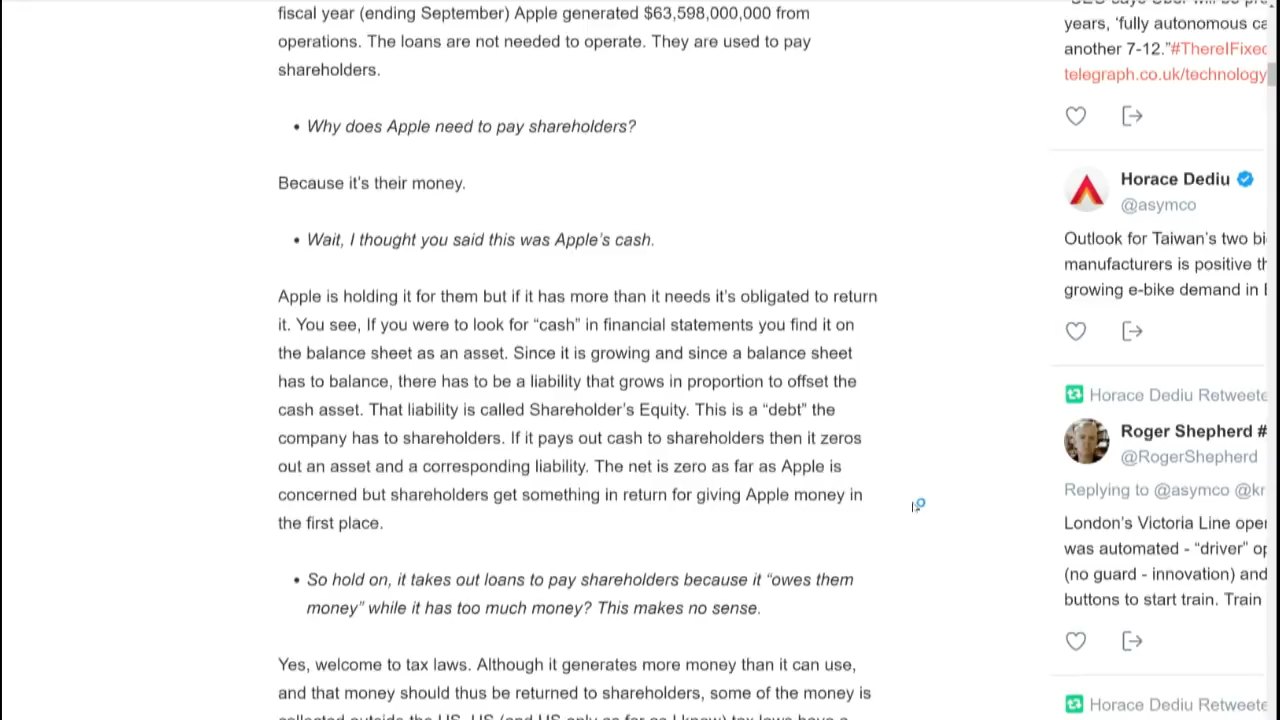 fiscal year (ending September) Apple generated $63,598,000,000 from
operations. The loans are not needed to operate. They are used to pay
shareholders.
• Why does Apple need to pay shareholders?
Because it's their money.
• Wait, I thought you said this was Apple's cash.
Apple is holding it for them but if it has more than it needs it's obligated to return
it. You see, If you were to look for “cash” in financial statements you find it on
the balance sheet as an asset. Since it is growing and since a balance sheet
has to balance, there has to be a liability that grows in proportion to offset the
cash asset. That liability is called Shareholder's Equity. This is a “debt” the
company has to shareholders. If it pays out cash to shareholders then it zeros
out an asset and a corresponding liability. The net is zero as far as Apple is
concerned but shareholders get something in return for giving Apple money in
the first place.
• So hold on, it takes out loans to pay shareholders because it “owes them
money” while it has too much money? This makes no sense.
Yes, welcome to tax laws. Although it generates more money than it can use,
and that money should thus be returned to shareholders, some of the money is
years, 'fully autonomous ca
another 7-12.”#ThereIFixed
telegraph.co.uk/technology
Horace Dediu
@asymco
Outlook for Taiwan's two bi
manufacturers is positive th
growing e-bike demand in E
Horace Dediu Retweete
Roger Shepherd #
@RogerShepherd
Replying to @asymco @kr
London's Victoria Line oper
was automated - “driver” op
(no guard - innovation) and
buttons to start train. Train
Horace Dediu Retweete